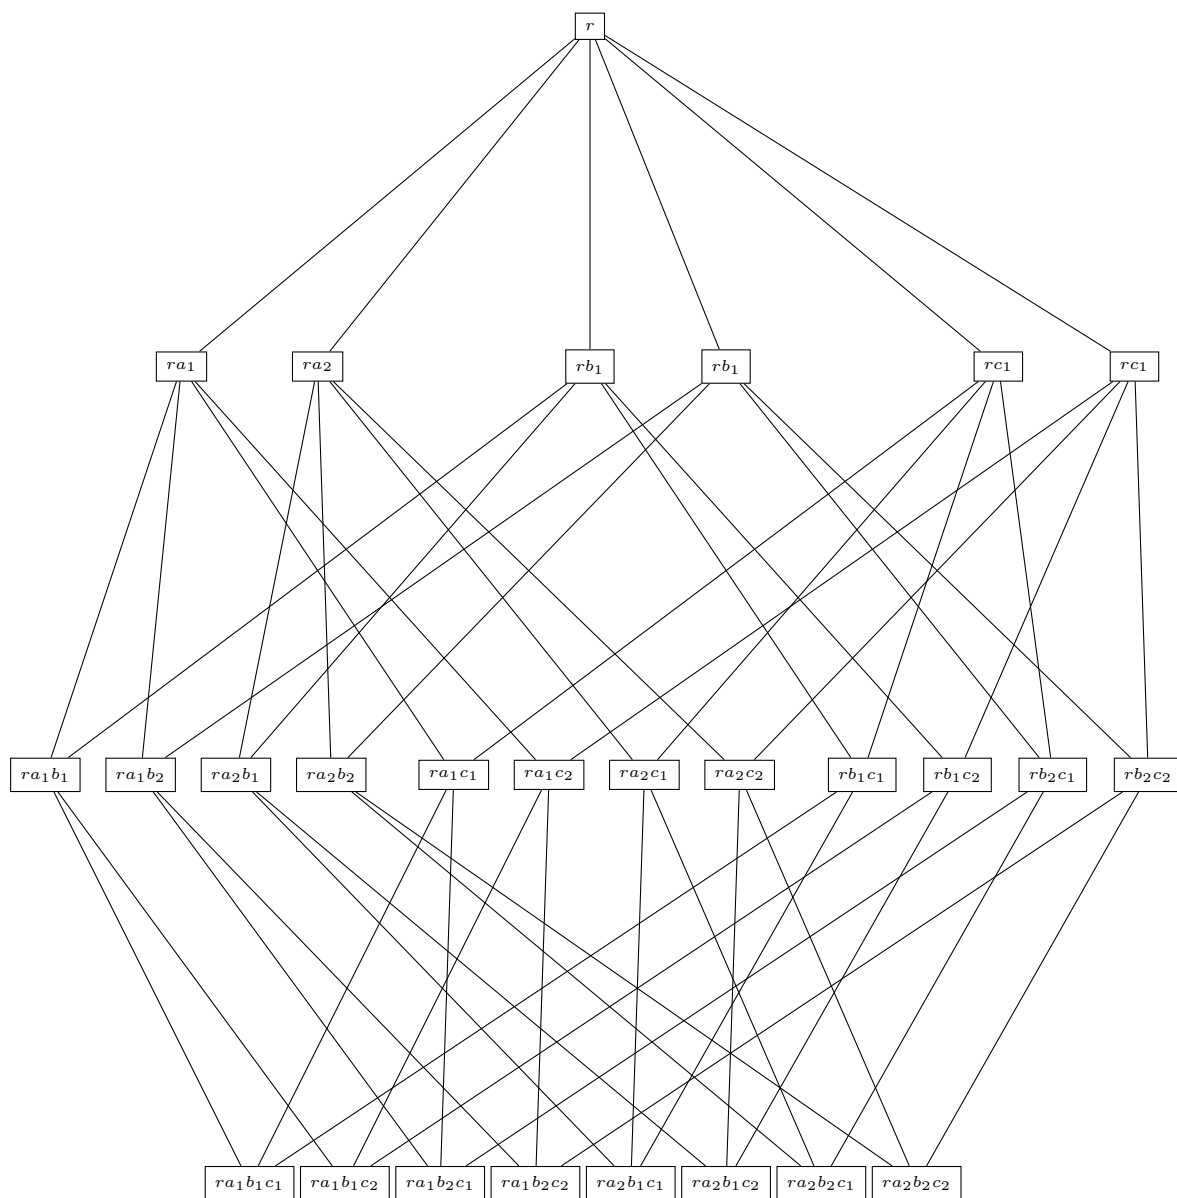 r
ra₁ ra₂ rb₁ rb₁ rc₁ rc₁
ra₁b₁ ra₁b₂ ra₂b₁ ra₂b₂ ra₁c₁ ra₁c₂ ra₂c₁ ra₂c₂ rb₁c₁ rb₁c₂ rb₂c₁ rb₂c₂
ra₁b₁c₁ ra₁b₁c₂ ra₁b₂c₁ ra₁b₂c₂ ra₂b₁c₁ ra₂b₁c₂ ra₂b₂c₁ ra₂b₂c₂